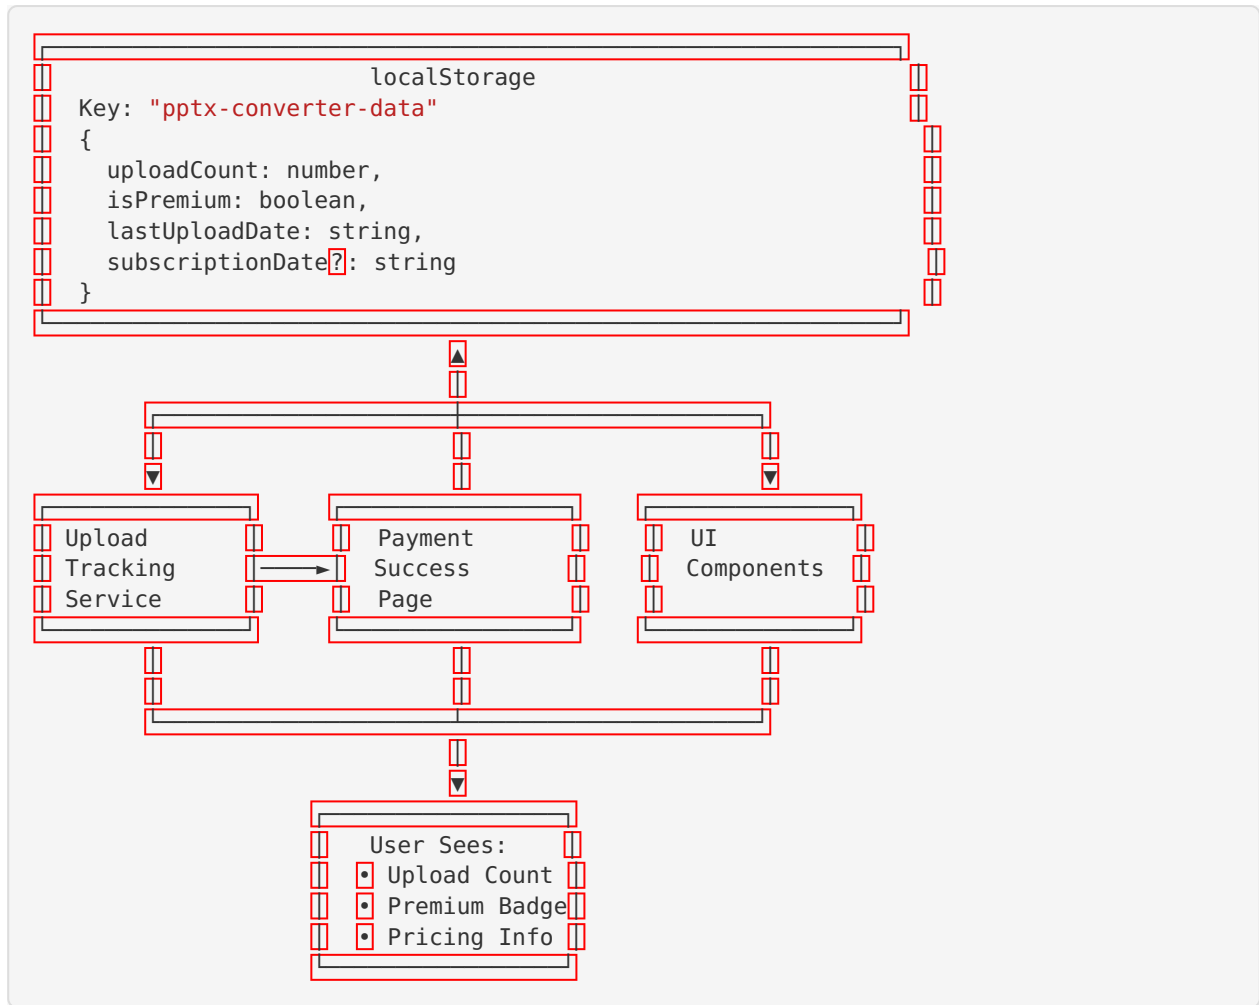 localStorage
Key: "pptx-converter-data"
{
uploadCount: number,
isPremium: boolean,
lastUploadDate: string,
subscriptionDate?: string
}
Upload Payment UI
Tracking Success Components
Service Page
User Sees:
• Upload Count
• Premium Badge
• Pricing Info